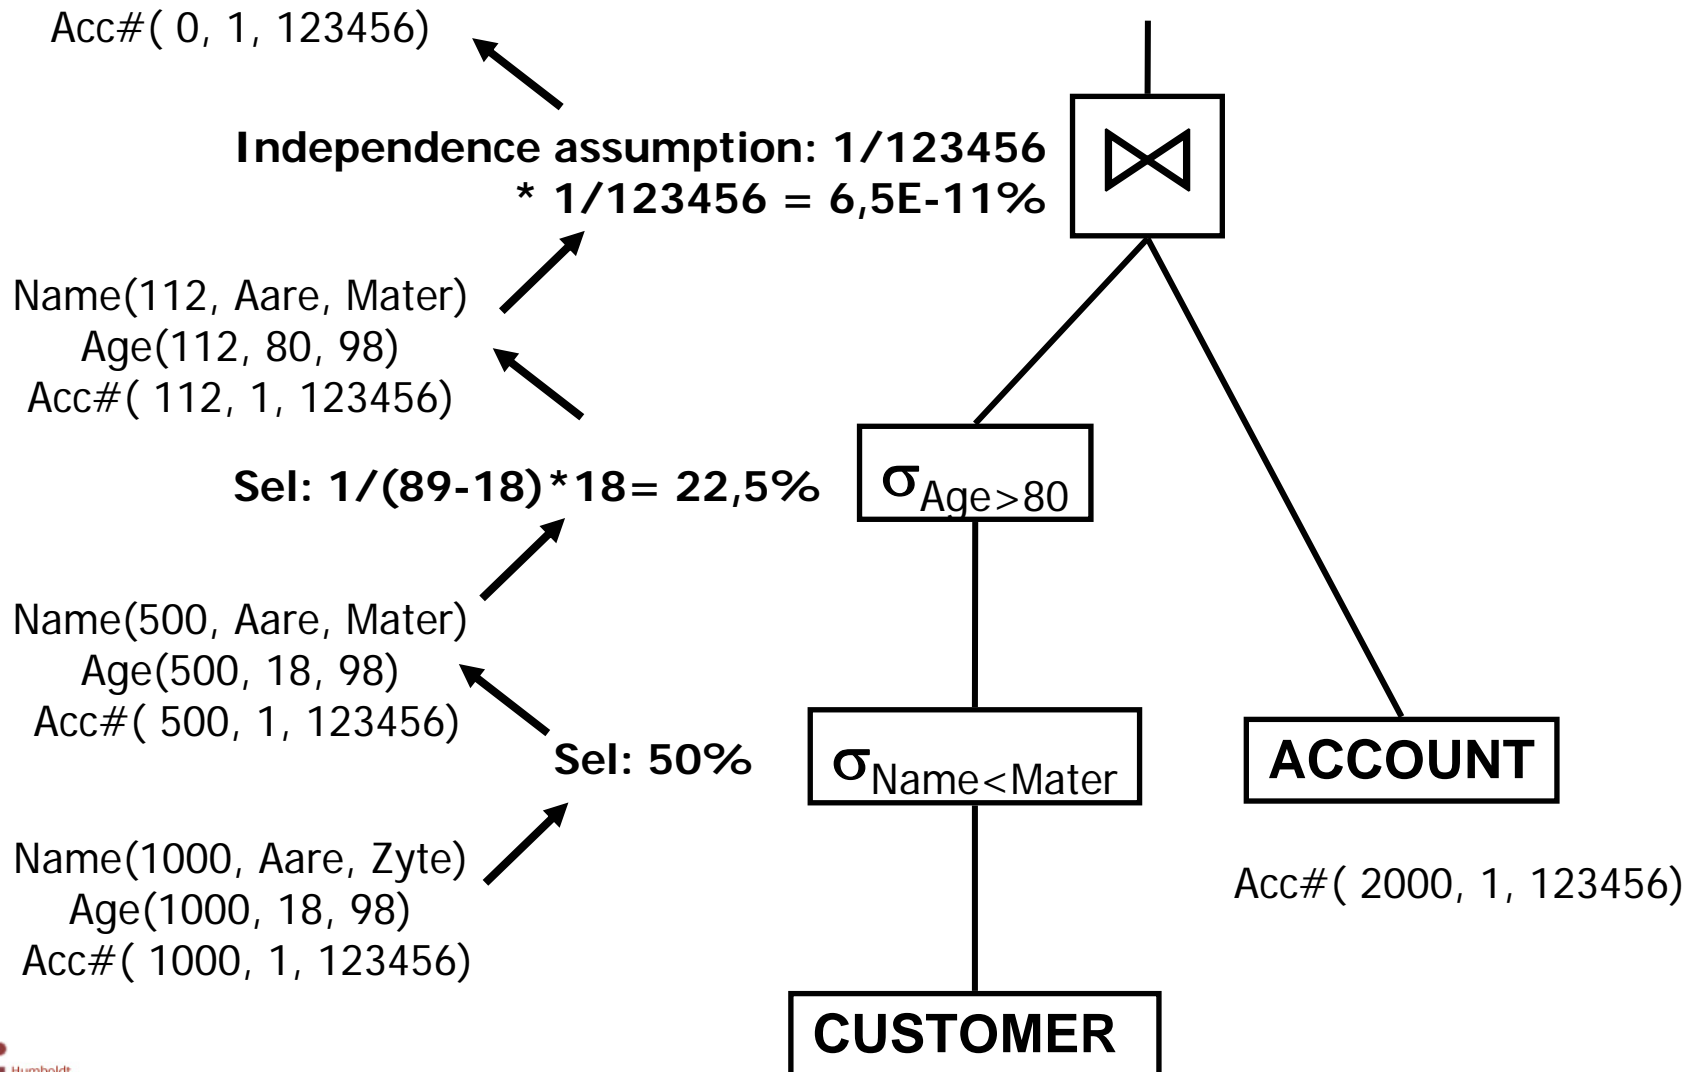 Acc#( 0, 1, 123456)
Independence assumption: 1/123456
* 1/123456 = 6,5E-11%
Name(112, Aare, Mater)
Age(112, 80, 98)
Acc#( 112, 1, 123456)
Sel: 1/(89-18)*18= 22,5%
σAge>80
Name(500, Aare, Mater)
Age(500, 18, 98)
Acc#( 500, 1, 123456)
Sel: 50%
σName<Mater
ACCOUNT
Name(1000, Aare, Zyte)
Age(1000, 18, 98)
Acc#( 1000, 1, 123456)
Acc#( 2000, 1, 123456)
CUSTOMER
Humboldt